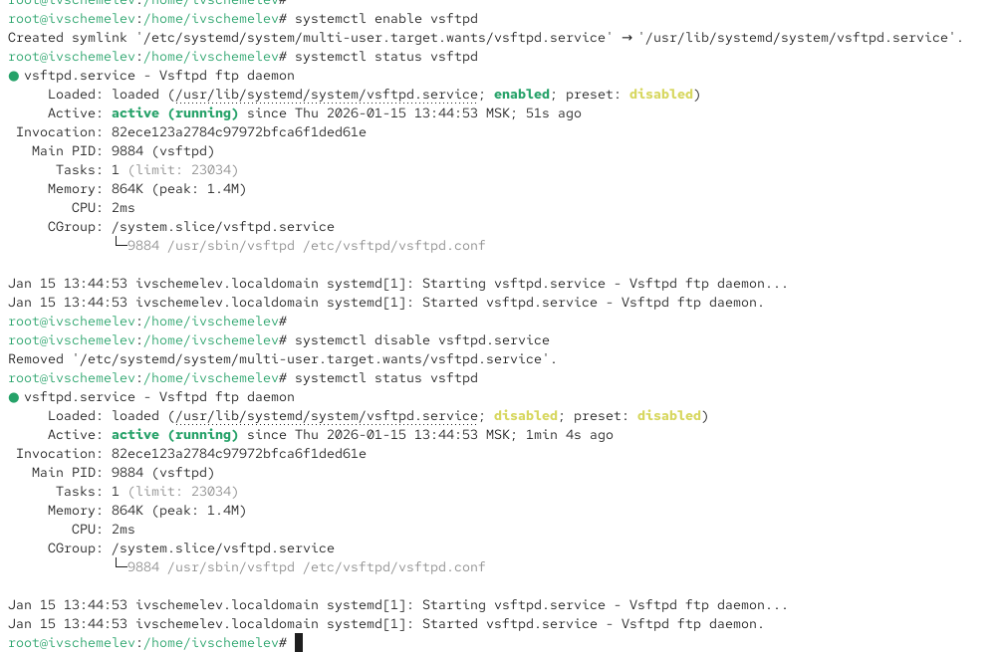 root@ivschemelev:/home/ivschemelev#
root@ivschemelev:/home/ivschemelev# systemctl enable vsftpd
Created symlink '/etc/systemd/system/multi-user.target.wants/vsftpd.service' → '/usr/lib/systemd/system/vsftpd.service'.
root@ivschemelev:/home/ivschemelev# systemctl status vsftpd
● vsftpd.service - Vsftpd ftp daemon
     Loaded: loaded (/usr/lib/systemd/system/vsftpd.service; enabled; preset: disabled)
     Active: active (running) since Thu 2026-01-15 13:44:53 MSK; 51s ago
 Invocation: 82ece123a2784c97972bfca6f1ded61e
   Main PID: 9884 (vsftpd)
      Tasks: 1 (limit: 23034)
     Memory: 864K (peak: 1.4M)
        CPU: 2ms
     CGroup: /system.slice/vsftpd.service
             └─9884 /usr/sbin/vsftpd /etc/vsftpd/vsftpd.conf

Jan 15 13:44:53 ivschemelev.localdomain systemd[1]: Starting vsftpd.service - Vsftpd ftp daemon...
Jan 15 13:44:53 ivschemelev.localdomain systemd[1]: Started vsftpd.service - Vsftpd ftp daemon.
root@ivschemelev:/home/ivschemelev#
root@ivschemelev:/home/ivschemelev# systemctl disable vsftpd.service
Removed '/etc/systemd/system/multi-user.target.wants/vsftpd.service'.
root@ivschemelev:/home/ivschemelev# systemctl status vsftpd
● vsftpd.service - Vsftpd ftp daemon
     Loaded: loaded (/usr/lib/systemd/system/vsftpd.service; disabled; preset: disabled)
     Active: active (running) since Thu 2026-01-15 13:44:53 MSK; 1min 4s ago
 Invocation: 82ece123a2784c97972bfca6f1ded61e
   Main PID: 9884 (vsftpd)
      Tasks: 1 (limit: 23034)
     Memory: 864K (peak: 1.4M)
        CPU: 2ms
     CGroup: /system.slice/vsftpd.service
             └─9884 /usr/sbin/vsftpd /etc/vsftpd/vsftpd.conf

Jan 15 13:44:53 ivschemelev.localdomain systemd[1]: Starting vsftpd.service - Vsftpd ftp daemon...
Jan 15 13:44:53 ivschemelev.localdomain systemd[1]: Started vsftpd.service - Vsftpd ftp daemon.
root@ivschemelev:/home/ivschemelev#